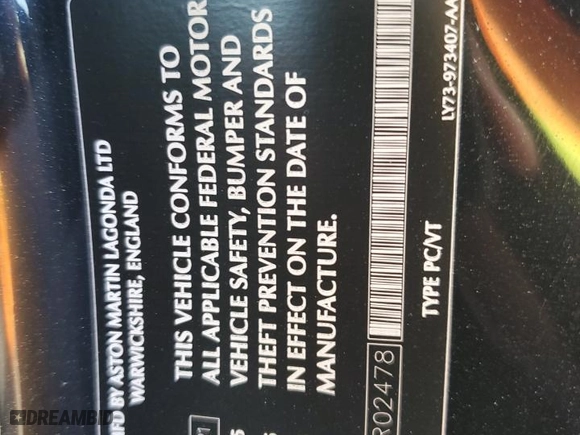 MFD BY ASTON MARTIN LAGONDA LTD
WARWICKSHIRE, ENGLAND
THIS VEHICLE CONFORMS TO
ALL APPLICABLE FEDERAL MOTOR
VEHICLE SAFETY, BUMPER AND
THEFT PREVENTION STANDARDS
IN EFFECT ON THE DATE OF
MANUFACTURE.
R02478
TYPE PC/VT
LY73-973407-AA
DREAMBID